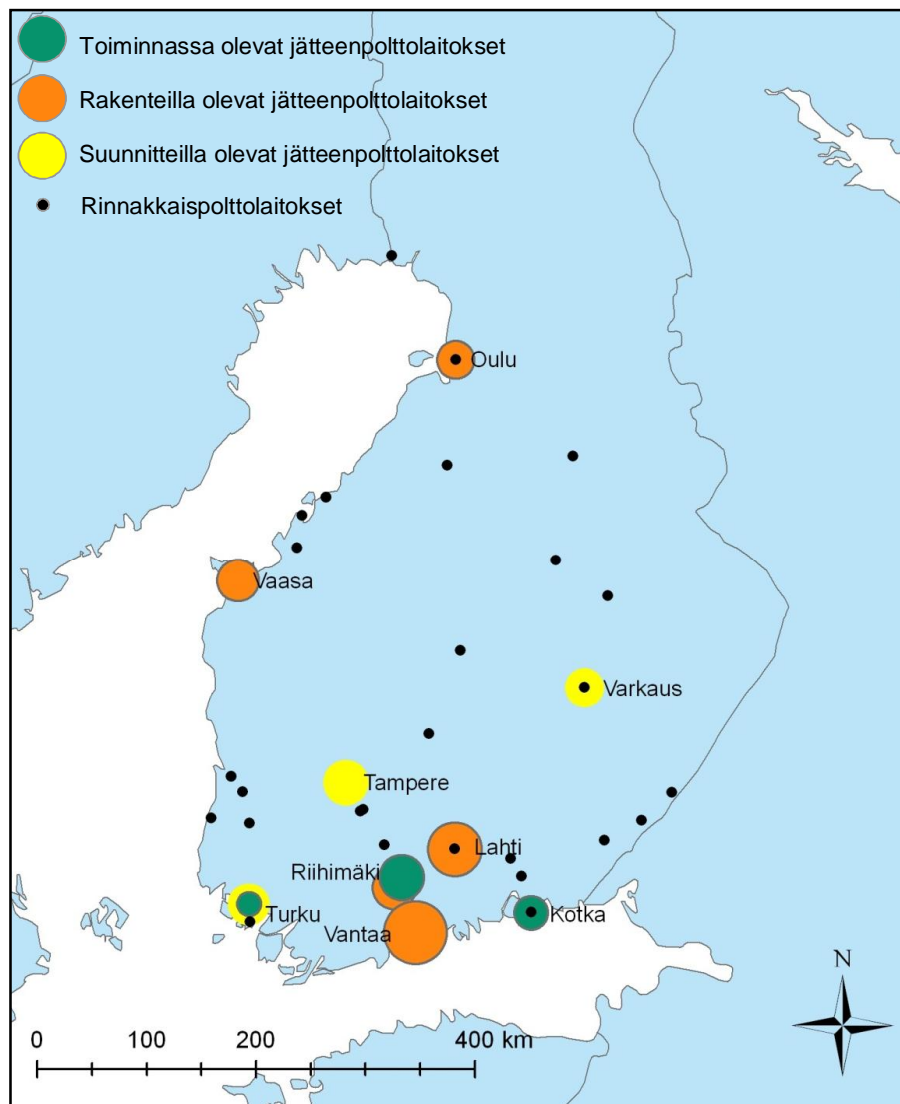 Toiminnassa olevat jätteenpolttolaitokset
Rakenteilla olevat jätteenpolttolaitokset
Suunnitteilla olevat jätteenpolttolaitokset
Rinnakkaispolttolaitokset
Oulu
Vaasa
Varkaus
Tampere
Lahti
Riihimäki
Turku
Kotka
Vantaa
N
0 100 200 400 km